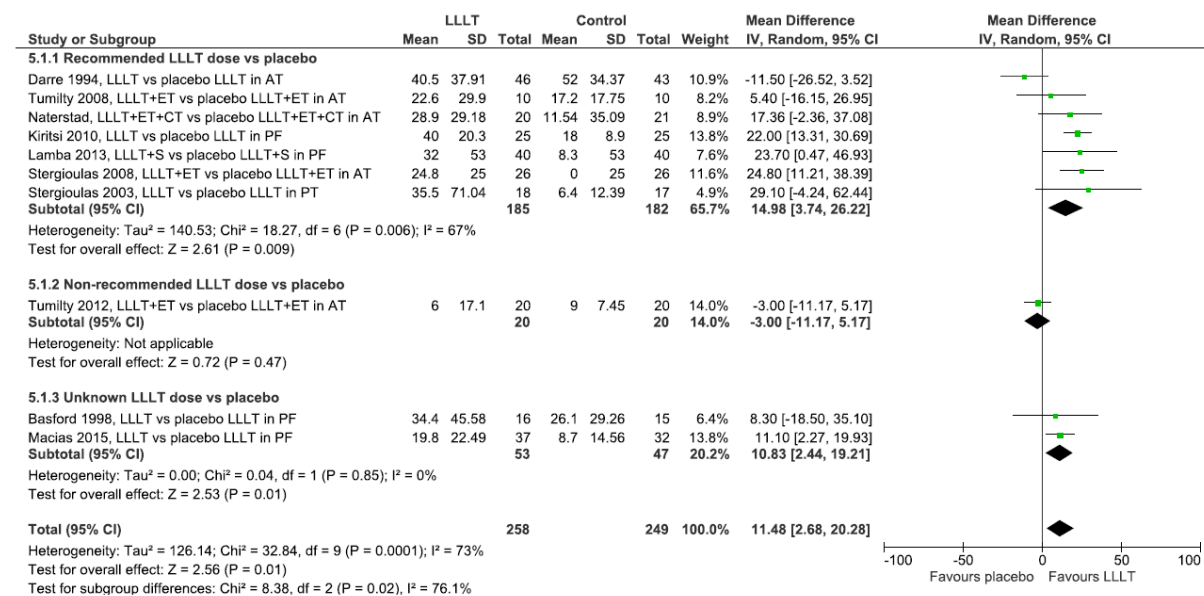 LLLT Control Mean Difference Mean Difference
Study or Subgroup Mean SD Total Mean SD Total Weight IV, Random, 95% CI IV, Random, 95% CI
5.1.1 Recommended LLLT dose vs placebo
Darre 1994, LLLT vs placebo LLLT in AT 40.5 37.91 46 52 34.37 43 10.9% -11.50 [-26.52, 3.52]
Tumilty 2008, LLLT+ET vs placebo LLLT+ET in AT 22.6 29.9 10 17.2 17.75 10 8.2% 5.40 [-16.15, 26.95]
Naterstad, LLLT+ET+CT vs placebo LLLT+ET+CT in AT 28.9 29.18 20 11.54 35.09 21 8.9% 17.36 [-2.36, 37.08]
Kiritsi 2010, LLLT vs placebo LLLT in PF 40 20.3 25 18 8.9 25 13.8% 22.00 [13.31, 30.69]
Lamba 2013, LLLT+S vs placebo LLLT+S in PF 32 53 40 8.3 53 40 7.6% 23.70 [0.47, 46.93]
Stergioulas 2008, LLLT+ET vs placebo LLLT+ET in AT 24.8 25 26 0 25 26 11.6% 24.80 [11.21, 38.39]
Stergioulas 2003, LLLT vs placebo LLLT in PT 35.5 71.04 18 6.4 12.39 17 4.9% 29.10 [-4.24, 62.44]
Subtotal (95% CI) 185 182 65.7% 14.98 [3.74, 26.22]
Heterogeneity: Tau² = 140.53; Chi² = 18.27, df = 6 (P = 0.006); I² = 67%
Test for overall effect: Z = 2.61 (P = 0.009)
5.1.2 Non-recommended LLLT dose vs placebo
Tumilty 2012, LLLT+ET vs placebo LLLT+ET in AT 6 17.1 20 9 7.45 20 14.0% -3.00 [-11.17, 5.17]
Subtotal (95% CI) 20 20 14.0% -3.00 [-11.17, 5.17]
Heterogeneity: Not applicable
Test for overall effect: Z = 0.72 (P = 0.47)
5.1.3 Unknown LLLT dose vs placebo
Basford 1998, LLLT vs placebo LLLT in PF 34.4 45.58 16 26.1 29.26 15 6.4% 8.30 [-18.50, 35.10]
Macias 2015, LLLT vs placebo LLLT in PF 19.8 22.49 37 8.7 14.56 32 13.8% 11.10 [2.27, 19.93]
Subtotal (95% CI) 53 47 20.2% 10.83 [2.44, 19.21]
Heterogeneity: Tau² = 0.00; Chi² = 0.04, df = 1 (P = 0.85); I² = 0%
Test for overall effect: Z = 2.53 (P = 0.01)
Total (95% CI) 258 249 100.0% 11.48 [2.68, 20.28]
Heterogeneity: Tau² = 126.14; Chi² = 32.84, df = 9 (P = 0.0001); I² = 73%
Test for overall effect: Z = 2.56 (P = 0.01)
Test for subgroup differences: Chi² = 8.38, df = 2 (P = 0.02), I² = 76.1%
-100 -50 0 50 100
Favours placebo Favours LLLT